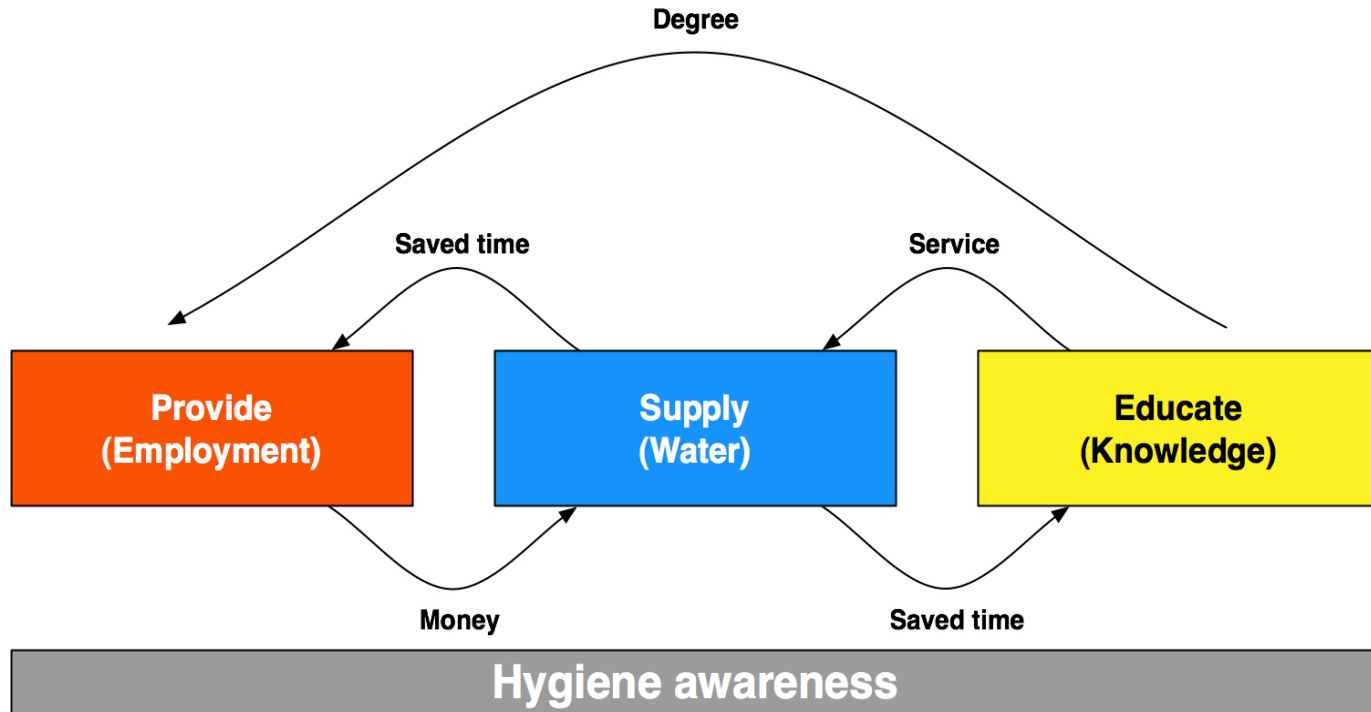 Degree
Saved time
Service
Provide
(Employment)
Supply
(Water)
Educate
(Knowledge)
Money
Saved time
Hygiene awareness